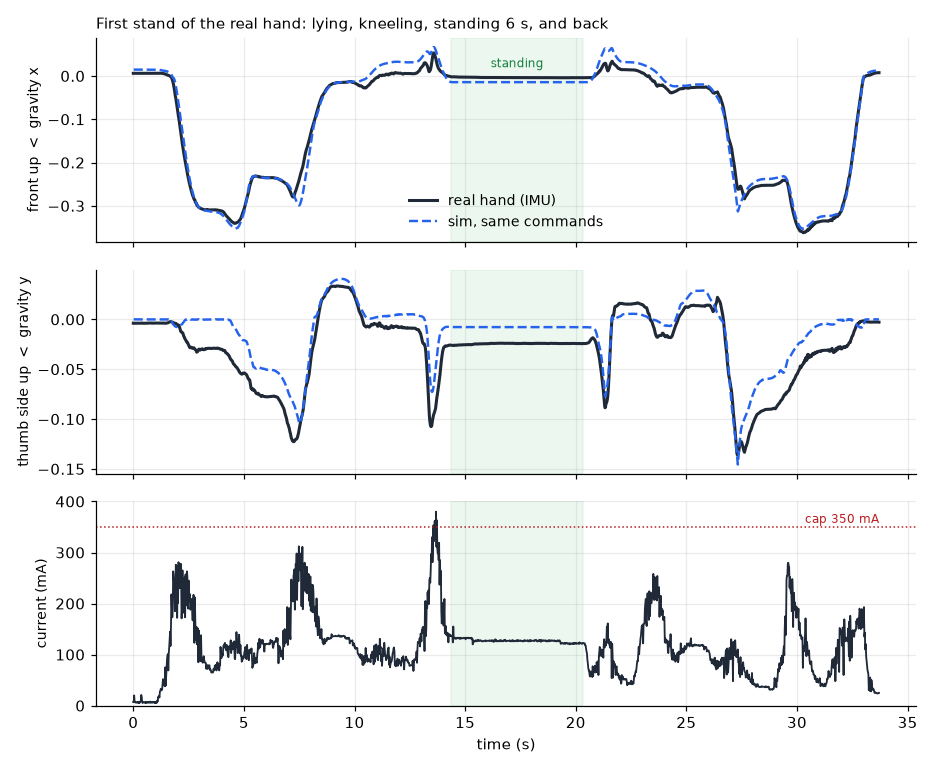 First stand of the real hand: lying, kneeling, standing 6 s, and back
front up < gravity x
0.0
−0.1
−0.2
−0.3
standing
real hand (IMU)
sim, same commands
thumb side up < gravity y
0.00
−0.05
−0.10
−0.15
current (mA)
400
300
200
100
0
cap 350 mA
0 5 10 15 20 25 30 35
time (s)